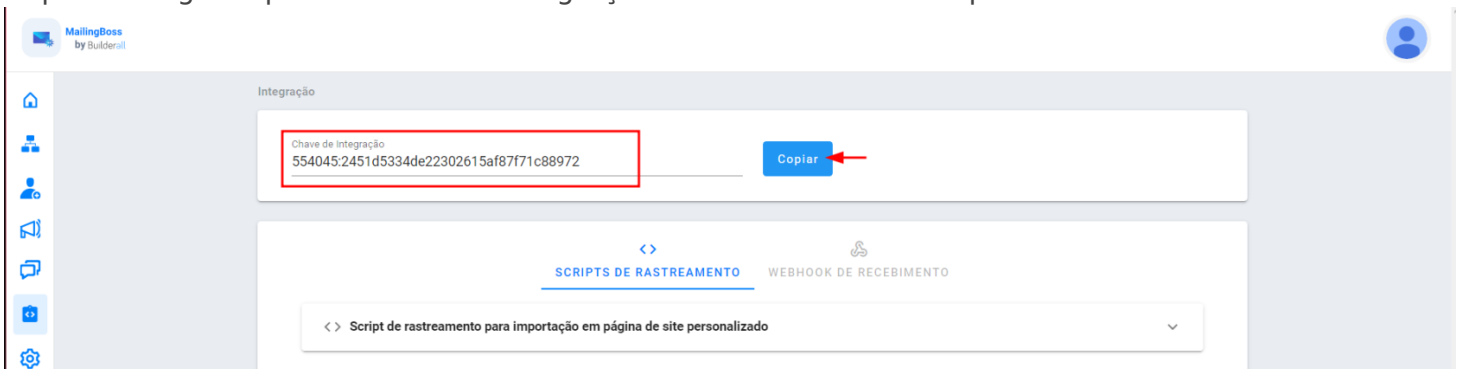 MailingBoss
by Builderall
Integração
Chave de Integração
554045:2451d5334de22302615af87f71c88972
Copiar
SCRIPTS DE RASTREAMENTO
WEBHOOK DE RECEBIMENTO
Script de rastreamento para importação em página de site personalizado